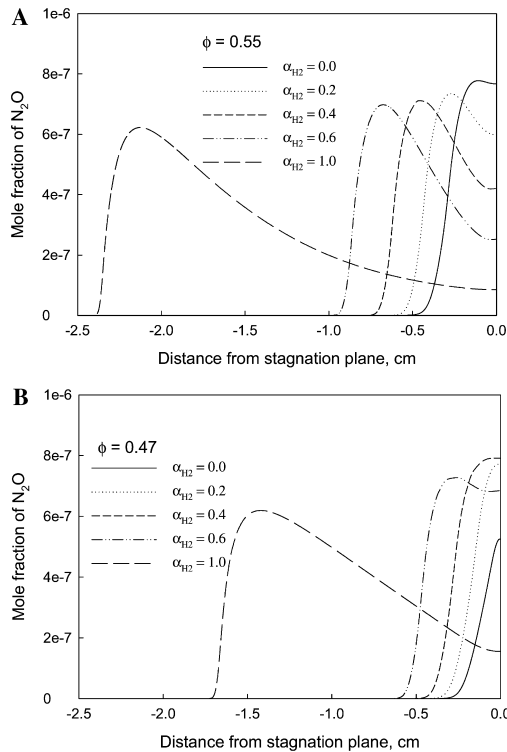 A
1e-6
8e-7
6e-7
4e-7
2e-7
0
Mole fraction of N2O
ϕ = 0.55
αH2 = 0.0
αH2 = 0.2
αH2 = 0.4
αH2 = 0.6
αH2 = 1.0
-2.5 -2.0 -1.5 -1.0 -0.5 0.0
Distance from stagnation plane, cm
B
1e-6
8e-7
6e-7
4e-7
2e-7
0
Mole fraction of N2O
ϕ = 0.47
αH2 = 0.0
αH2 = 0.2
αH2 = 0.4
αH2 = 0.6
αH2 = 1.0
-2.5 -2.0 -1.5 -1.0 -0.5 0.0
Distance from stagnation plane, cm